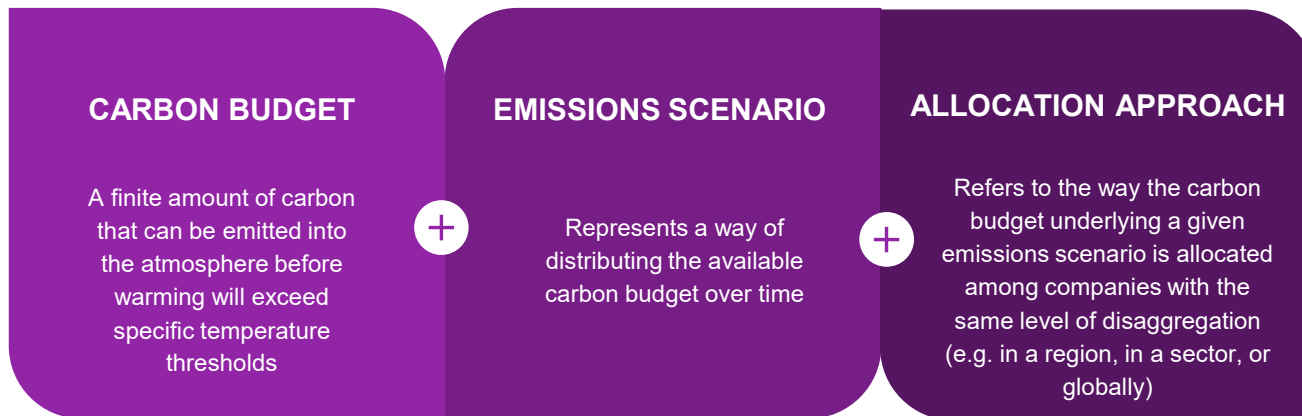 CARBON BUDGET
A finite amount of carbon
that can be emitted into
the atmosphere before
warming will exceed
specific temperature
thresholds
+
EMISSIONS SCENARIO
Represents a way of
distributing the available
carbon budget over time
+
ALLOCATION APPROACH
Refers to the way the carbon
budget underlying a given
emissions scenario is allocated
among companies with the
same level of disaggregation
(e.g. in a region, in a sector, or
globally)